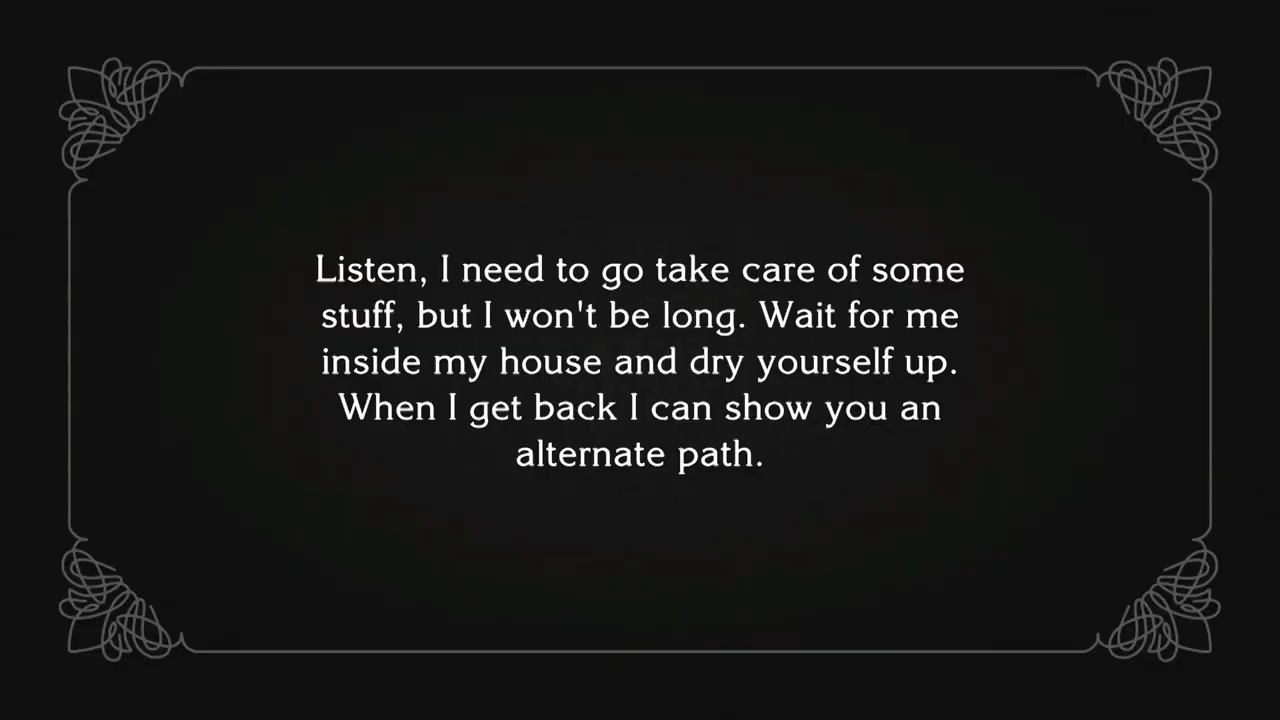 Listen, I need to go take care of some
stuff, but I won't be long. Wait for me
inside my house and dry yourself up.
When I get back I can show you an
alternate path.